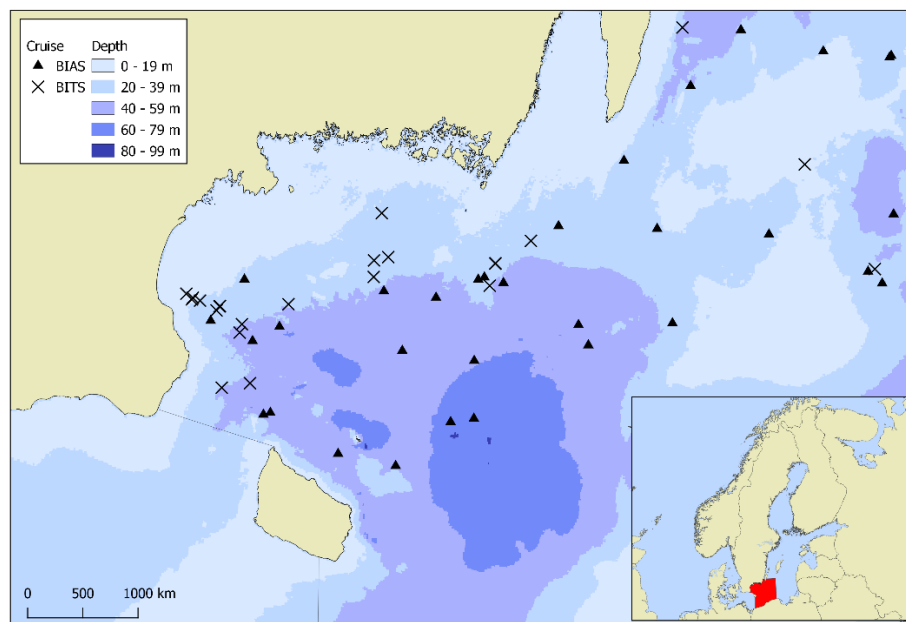 Cruise Depth
▲ BIAS 0 - 19 m
× BITS 20 - 39 m
40 - 59 m
60 - 79 m
80 - 99 m
0 500 1000 km